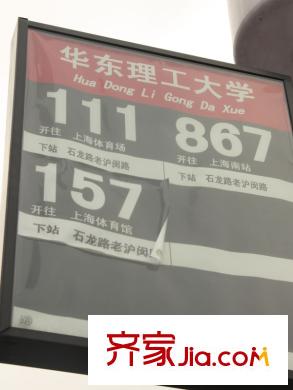 华东理工大学
Hua Dong Li Gong Da Xue
111
开往 上海体育场
下站 石龙路老沪闵路
867
开往 上海南站
下站 石龙路老沪闵路
157
开往 上海体育馆
下站 石龙路老沪闵
齐家Jia.com